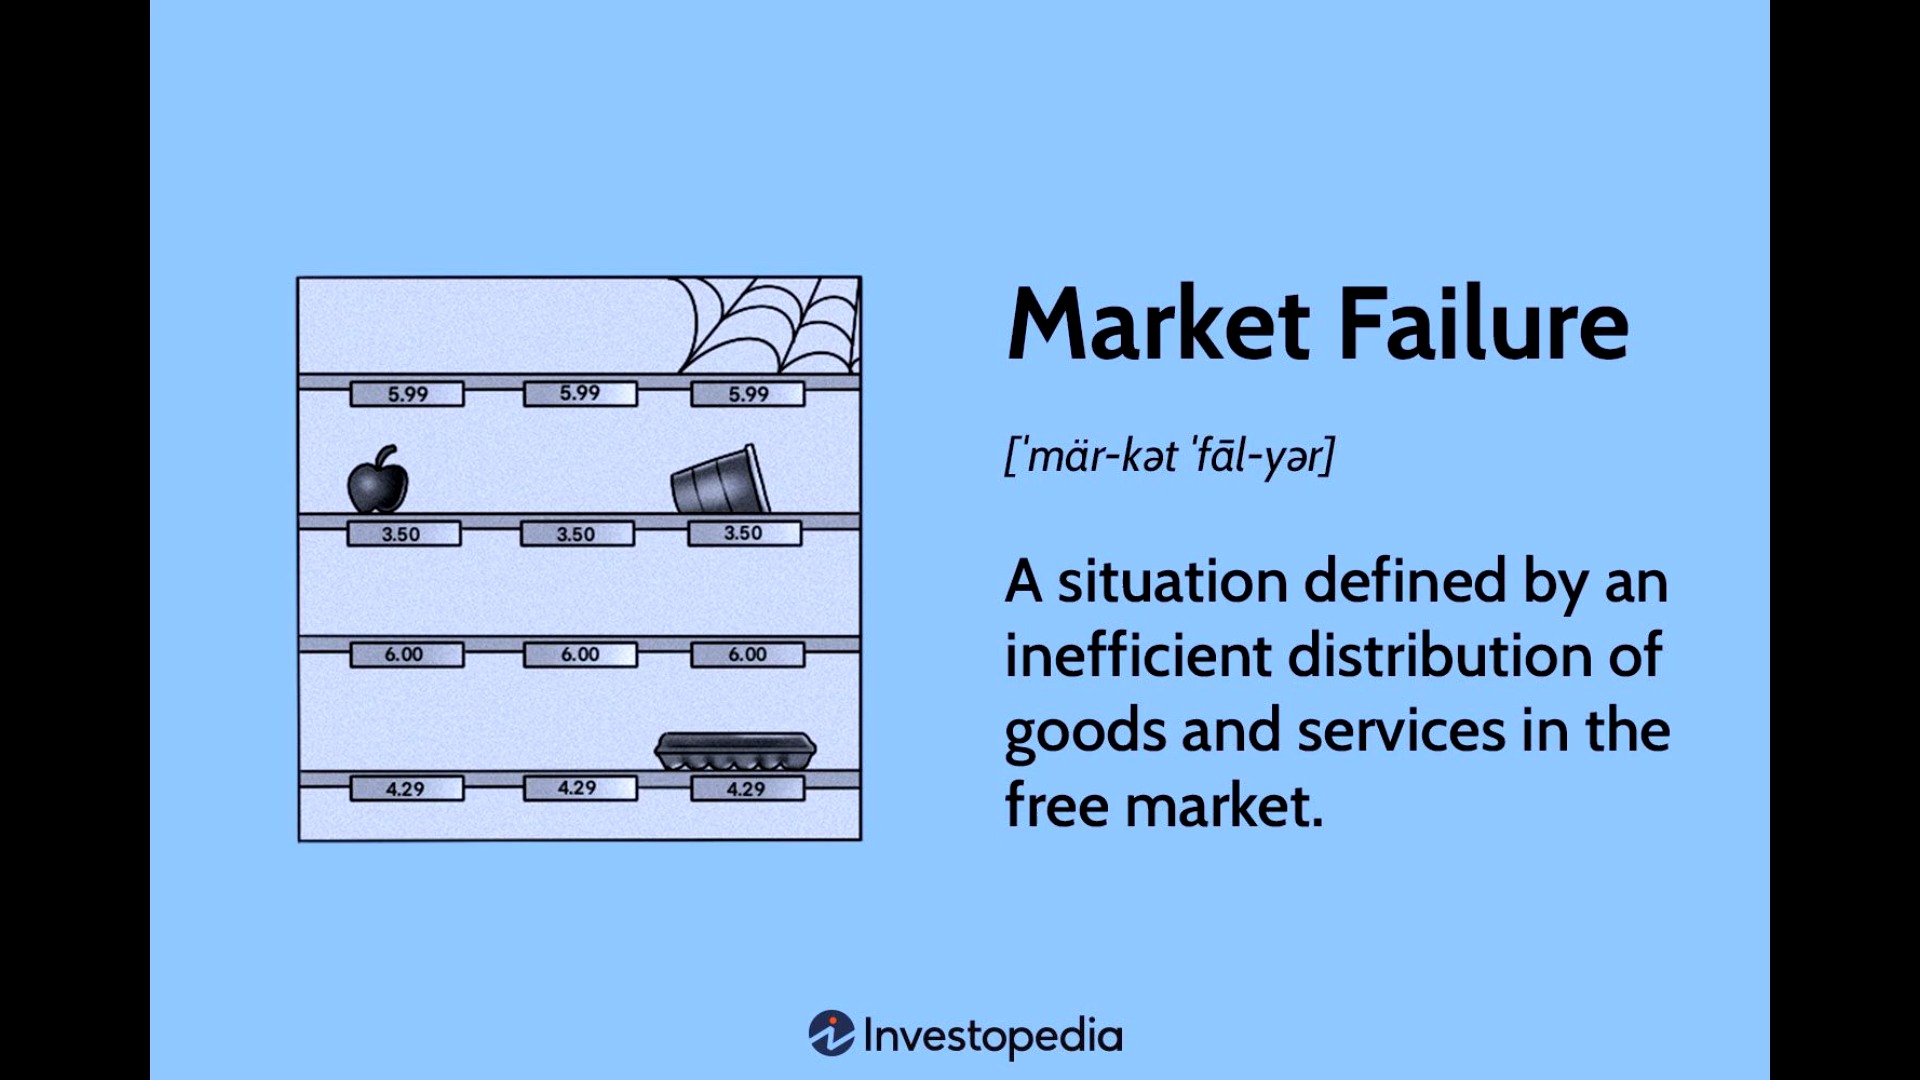 5.99 5.99 5.99
3.50 3.50 3.50
6.00 6.00 6.00
4.29 4.29 4.29
Market Failure
[ˈmär-kət ˈfāl-yər]
A situation defined by an
inefficient distribution of
goods and services in the
free market.
Investopedia